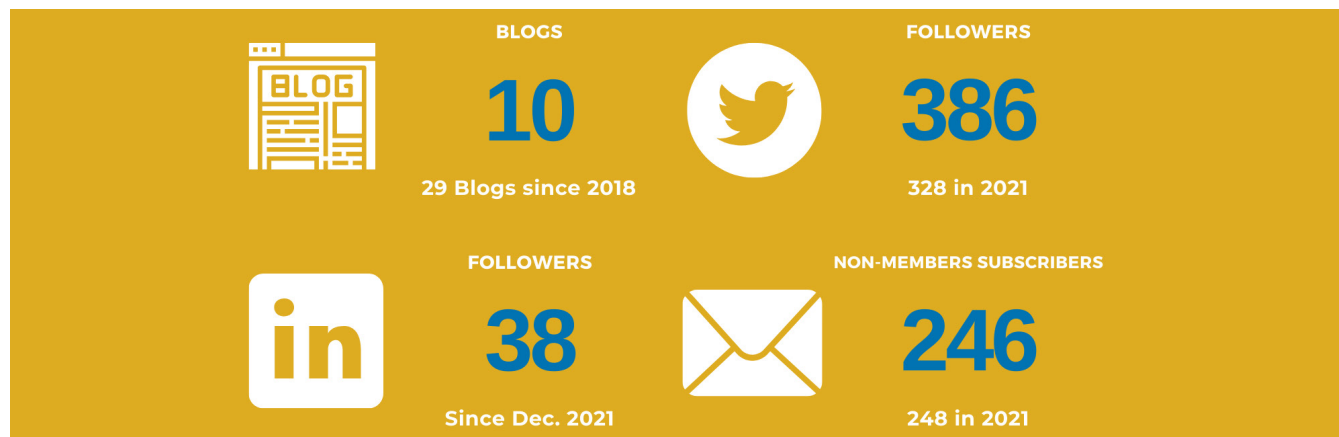 BLOGS
BLOG
10
29 Blogs since 2018
FOLLOWERS
386
328 in 2021
FOLLOWERS
in
38
Since Dec. 2021
NON-MEMBERS SUBSCRIBERS
246
248 in 2021